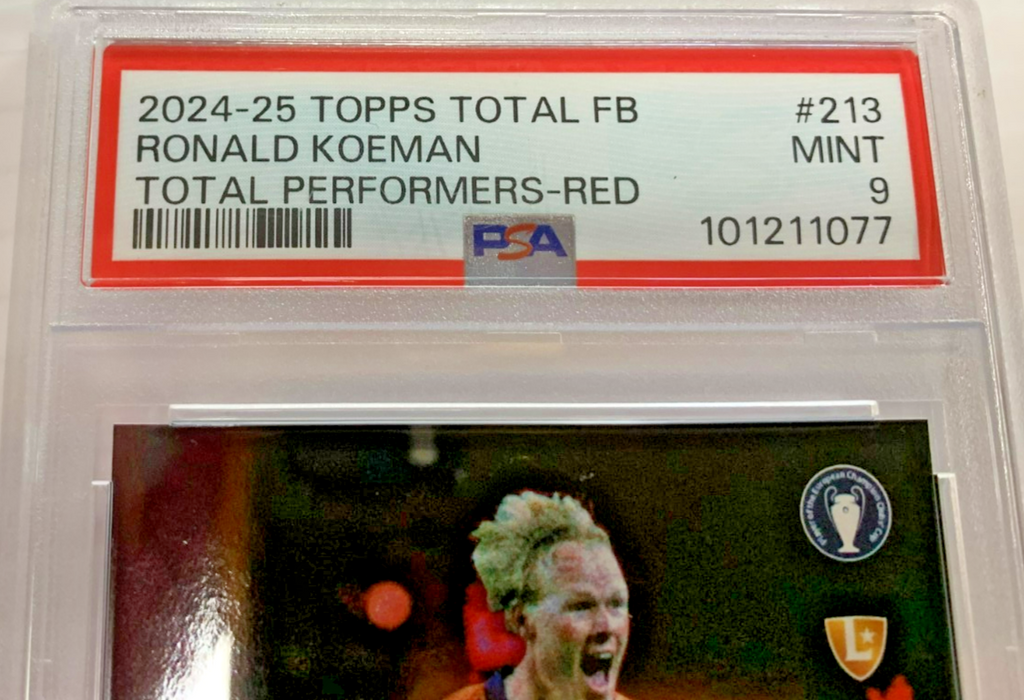 2024-25 TOPPS TOTAL FB #213
RONALD KOEMAN MINT
TOTAL PERFORMERS-RED 9
PSA 101211077
L